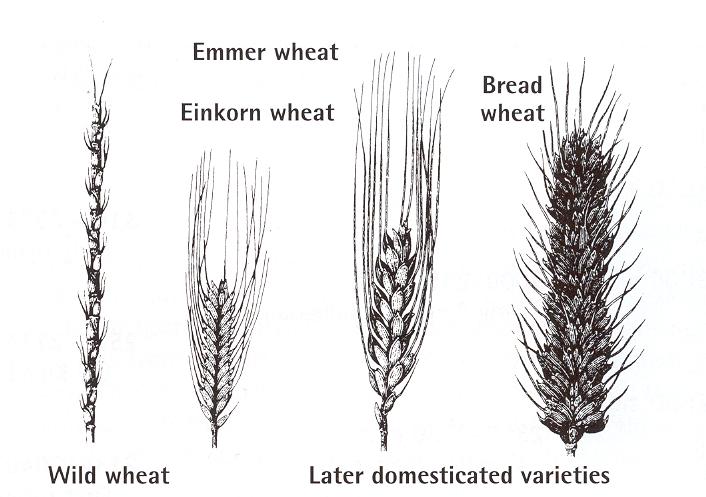 Emmer wheat
Einkorn wheat
Bread
wheat
Wild wheat
Later domesticated varieties